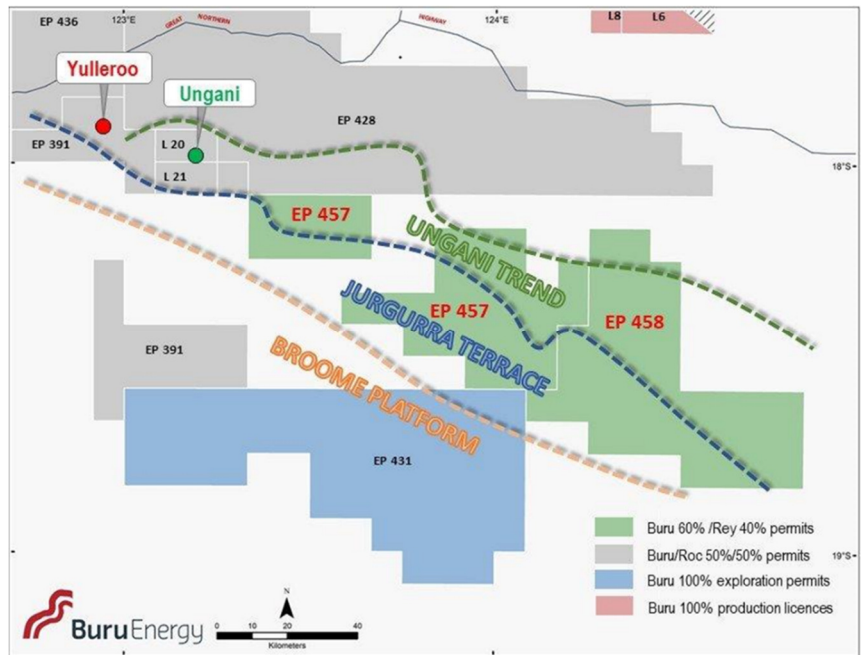 123°E
124°E
EP 436
GREAT NORTHERN
HIGHWAY
L8
L6
Yulleroo
Ungani
EP 428
EP 391
L 20
L 21
18°S
EP 457
UNGANI TREND
EP 457
EP 458
JURGURRA TERRACE
EP 391
BROOME PLATFORM
EP 431
Buru 60% /Rey 40% permits
Buru/Roc 50%/50% permits
Buru 100% exploration permits
Buru 100% production licences
19°S
BuruEnergy
N
0 10 20 40
Kilometers